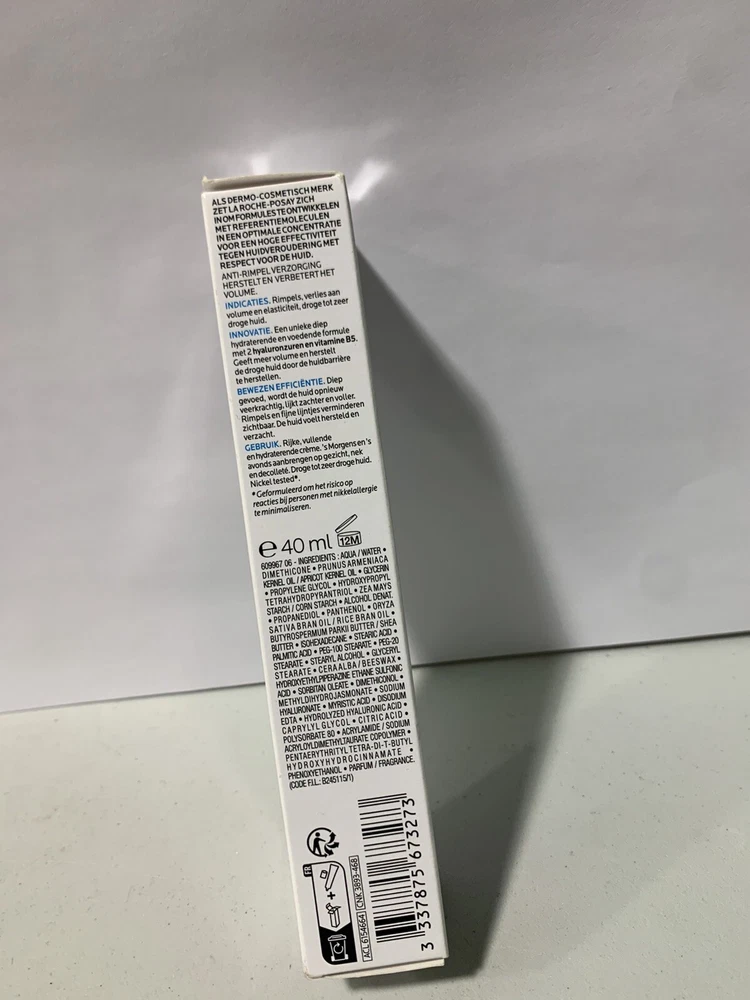 ALS DERMO-COSMETISCH MERK
ZET LA ROCHE-POSAY ZICH
IN OM FORMULES TE ONTWIKKELEN
MET REFERENTIEMOLECULEN
IN EEN OPTIMALE CONCENTRATIE
VOOR EEN HOGE EFFECTIVITEIT
TEGEN HUIDVEROUDERING MET
RESPECT VOOR DE HUID.
ANTI-RIMPEL VERZORGING
HERSTELT EN VERBETERT HET
VOLUME.
INDICATIES. Rimpels, verlies aan
volume en elasticiteit, droge tot zeer
droge huid.
INNOVATIE. Een unieke diep
hydraterende en voedende formule
met 2 hyaluronzuren en vitamine B5.
Geeft meer volume en herstelt
de droge huid door de huidbarrière
te herstellen.
BEWEZEN EFFICIËNTIE. Diep
gevoed, wordt de huid opnieuw
veerkrachtig, lijkt zachter en voller.
Rimpels en fijne lijntjes verminderen
zichtbaar. De huid voelt hersteld en
verzacht.
GEBRUIK. Rijke, vullende
en hydraterende crème. 's Morgens en 's
avonds aanbrengen op gezicht, nek
en decolleté. Droge tot zeer droge huid.
Nickel tested*.
*Geformuleerd om het risico op
reacties bij personen met nikkelallergie
te minimaliseren.
e 40 ml 12M
609967 06 - INGREDIENTS : AQUA / WATER •
DIMETHICONE • PRUNUS ARMENIACA
KERNEL OIL / APRICOT KERNEL OIL • GLYCERIN
• PROPYLENE GLYCOL • HYDROXYPROPYL
TETRAHYDROPYRANTRIOL • ZEA MAYS
STARCH / CORN STARCH • ALCOHOL DENAT.
• PROPANEDIOL • PANTHENOL • ORYZA
SATIVA BRAN OIL / RICE BRAN OIL •
BUTYROSPERMUM PARKII BUTTER / SHEA
BUTTER • ISOHEXADECANE • STEARIC ACID •
PALMITIC ACID • PEG-100 STEARATE • PEG-20
STEARATE • STEARYL ALCOHOL • GLYCERYL
STEARATE • CERA ALBA / BEESWAX •
HYDROXYETHYLPIPERAZINE ETHANE SULFONIC
ACID • SORBITAN OLEATE • DIMETHICONOL •
METHYLDIHYDROJASMONATE • SODIUM
HYALURONATE • MYRISTIC ACID • DISODIUM
EDTA • HYDROLYZED HYALURONIC ACID •
CAPRYLYL GLYCOL • CITRIC ACID •
POLYSORBATE 80 • ACRYLAMIDE / SODIUM
ACRYLOYLDIMETHYLTAURATE COPOLYMER •
PENTAERYTHRITYL TETRA-DI-T-BUTYL
HYDROXYHYDROCINNAMATE •
PHENOXYETHANOL • PARFUM / FRAGRANCE.
(CODE F.I.L.: B245115/1)
FR
ACL 6154664
CNK 3893-468
3 337875 673273